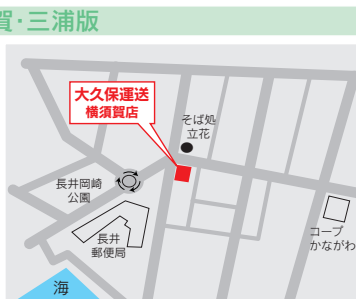 賀・三浦版
大久保運送
横須賀店
そば処
立花
長井岡崎
公園
長井
郵便局
コープ
かながわ
海